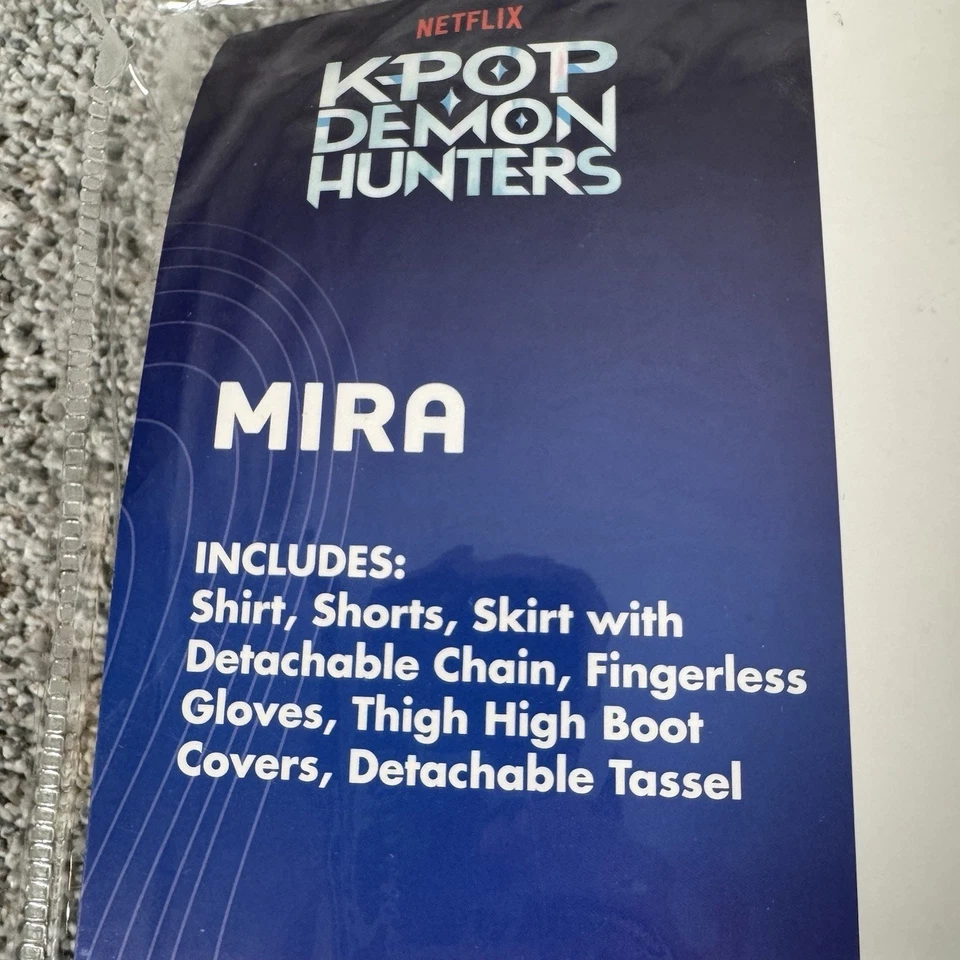 NETFLIX
K-POP
DEMON
HUNTERS
MIRA
INCLUDES:
Shirt, Shorts, Skirt with
Detachable Chain, Fingerless
Gloves, Thigh High Boot
Covers, Detachable Tassel